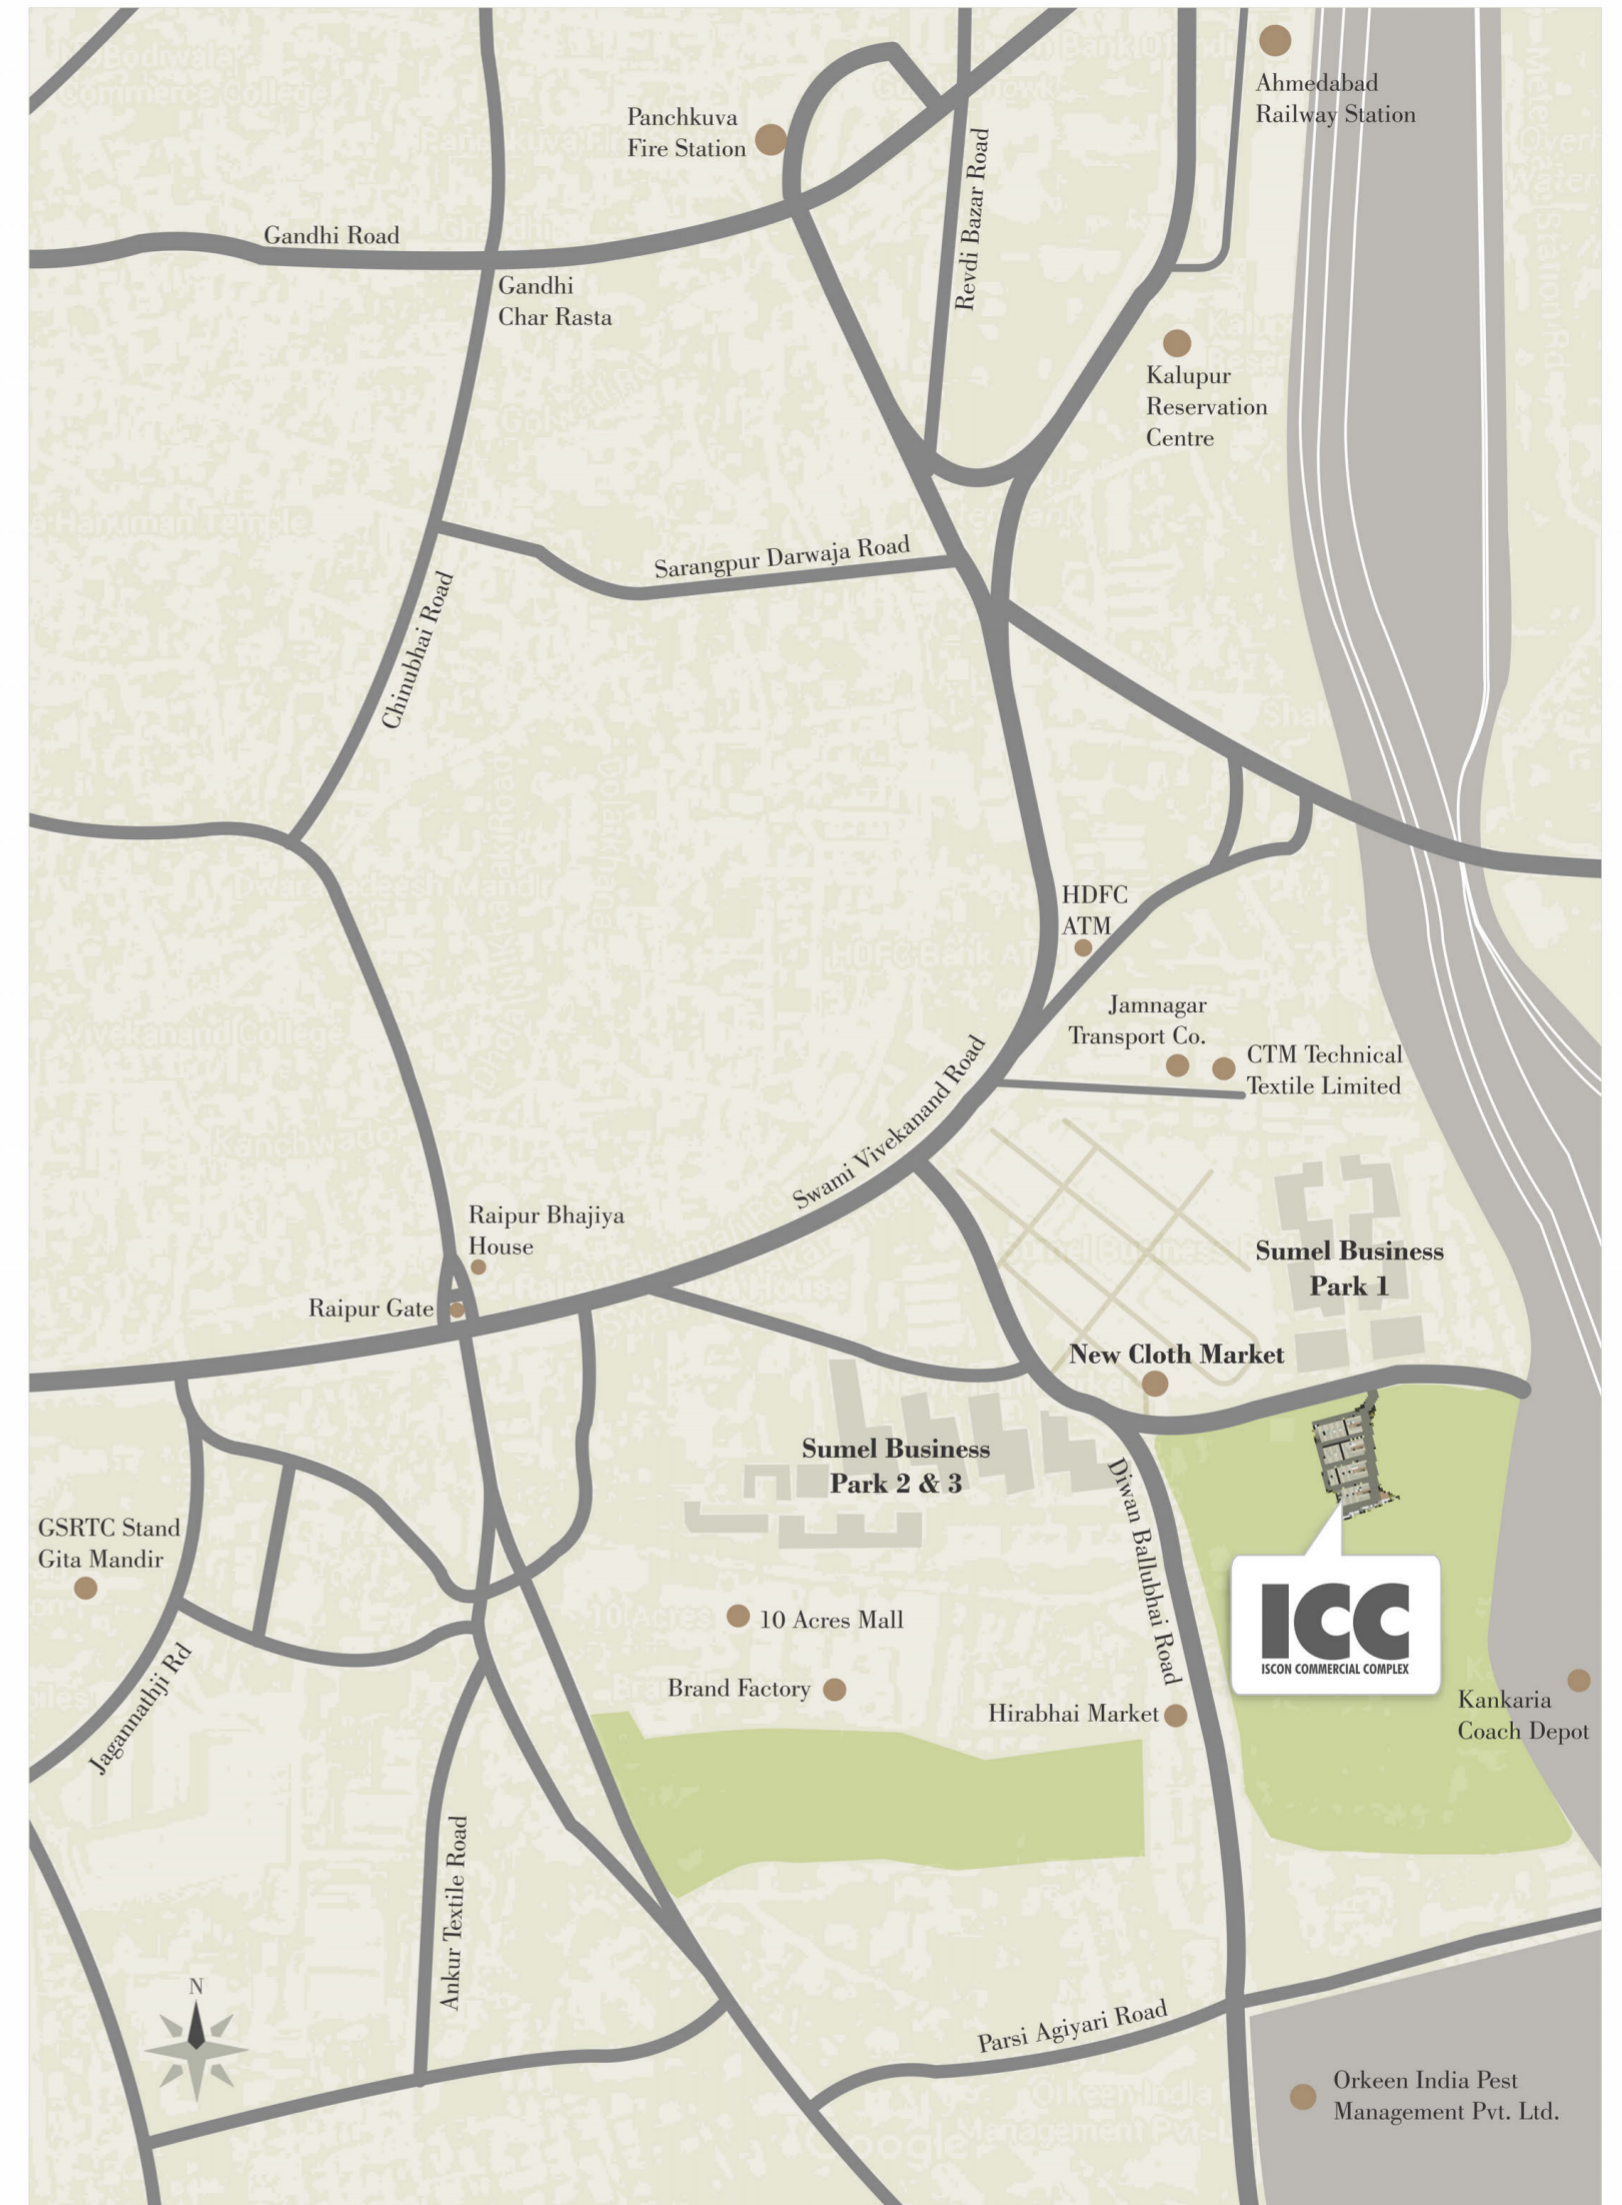 Ahmedabad
Railway Station
Panchkuva
Fire Station
Revdi Bazar Road
Gandhi Road
Gandhi
Char Rasta
Kalupur
Reservation
Centre
Sarangpur Darwaja Road
Chinubhai Road
HDFC
ATM
Jamnagar
Transport Co.
CTM Technical
Textile Limited
Swami Vivekanand Road
Raipur Bhajiya
House
Raipur Gate
Sumel Business
Park 1
New Cloth Market
Sumel Business
Park 2 & 3
Diwan Ballubhai Road
GSRTC Stand
Gita Mandir
ICC
ISCON COMMERCIAL COMPLEX
10 Acres Mall
Brand Factory
Hirabhai Market
Kankaria
Coach Depot
Jagannathji Rd
Ankur Textile Road
N
Parsi Agiyari Road
Orkeen India Pest
Management Pvt. Ltd.
Google